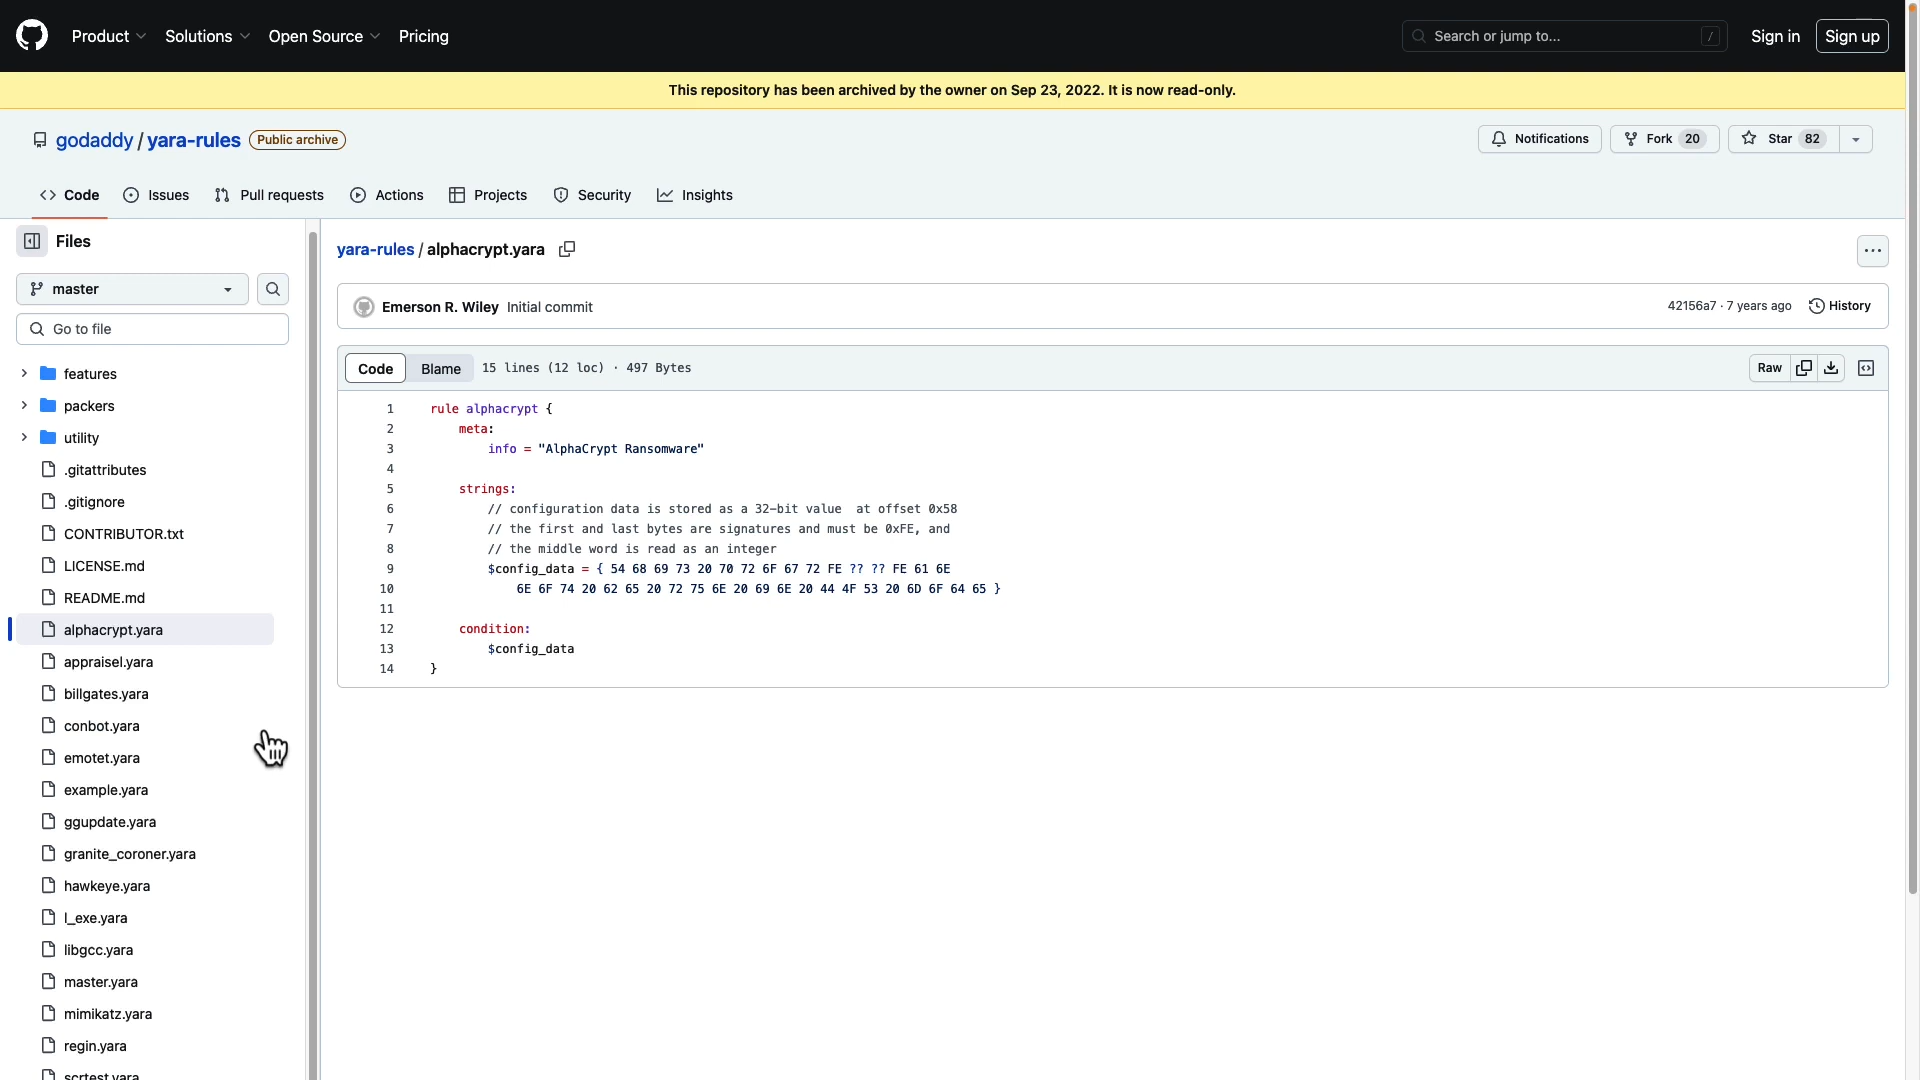 Product Solutions Open Source Pricing Search or jump to... / Sign in Sign up
This repository has been archived by the owner on Sep 23, 2022. It is now read-only.
godaddy / yara-rules Public archive Notifications Fork 20 Star 82
Code Issues Pull requests Actions Projects Security Insights
Files
master
Go to file
features
packers
utility
.gitattributes
.gitignore
CONTRIBUTOR.txt
LICENSE.md
README.md
alphacrypt.yara
appraisel.yara
billgates.yara
conbot.yara
emotet.yara
example.yara
ggupdate.yara
granite_coroner.yara
hawkeye.yara
l_exe.yara
libgcc.yara
master.yara
mimikatz.yara
regin.yara
scrtest.yara
yara-rules / alphacrypt.yara
Emerson R. Wiley Initial commit 42156a7 · 7 years ago History
Code Blame 15 lines (12 loc) · 497 Bytes Raw
1 rule alphacrypt {
2 meta:
3 info = "AlphaCrypt Ransomware"
4
5 strings:
6 // configuration data is stored as a 32-bit value  at offset 0x58
7 // the first and last bytes are signatures and must be 0xFE, and
8 // the middle word is read as an integer
9 $config_data = { 54 68 69 73 20 70 72 6F 67 72 FE ?? ?? FE 61 6E
10 6E 6F 74 20 62 65 20 72 75 6E 20 69 6E 20 44 4F 53 20 6D 6F 64 65 }
11
12 condition:
13 $config_data
14 }